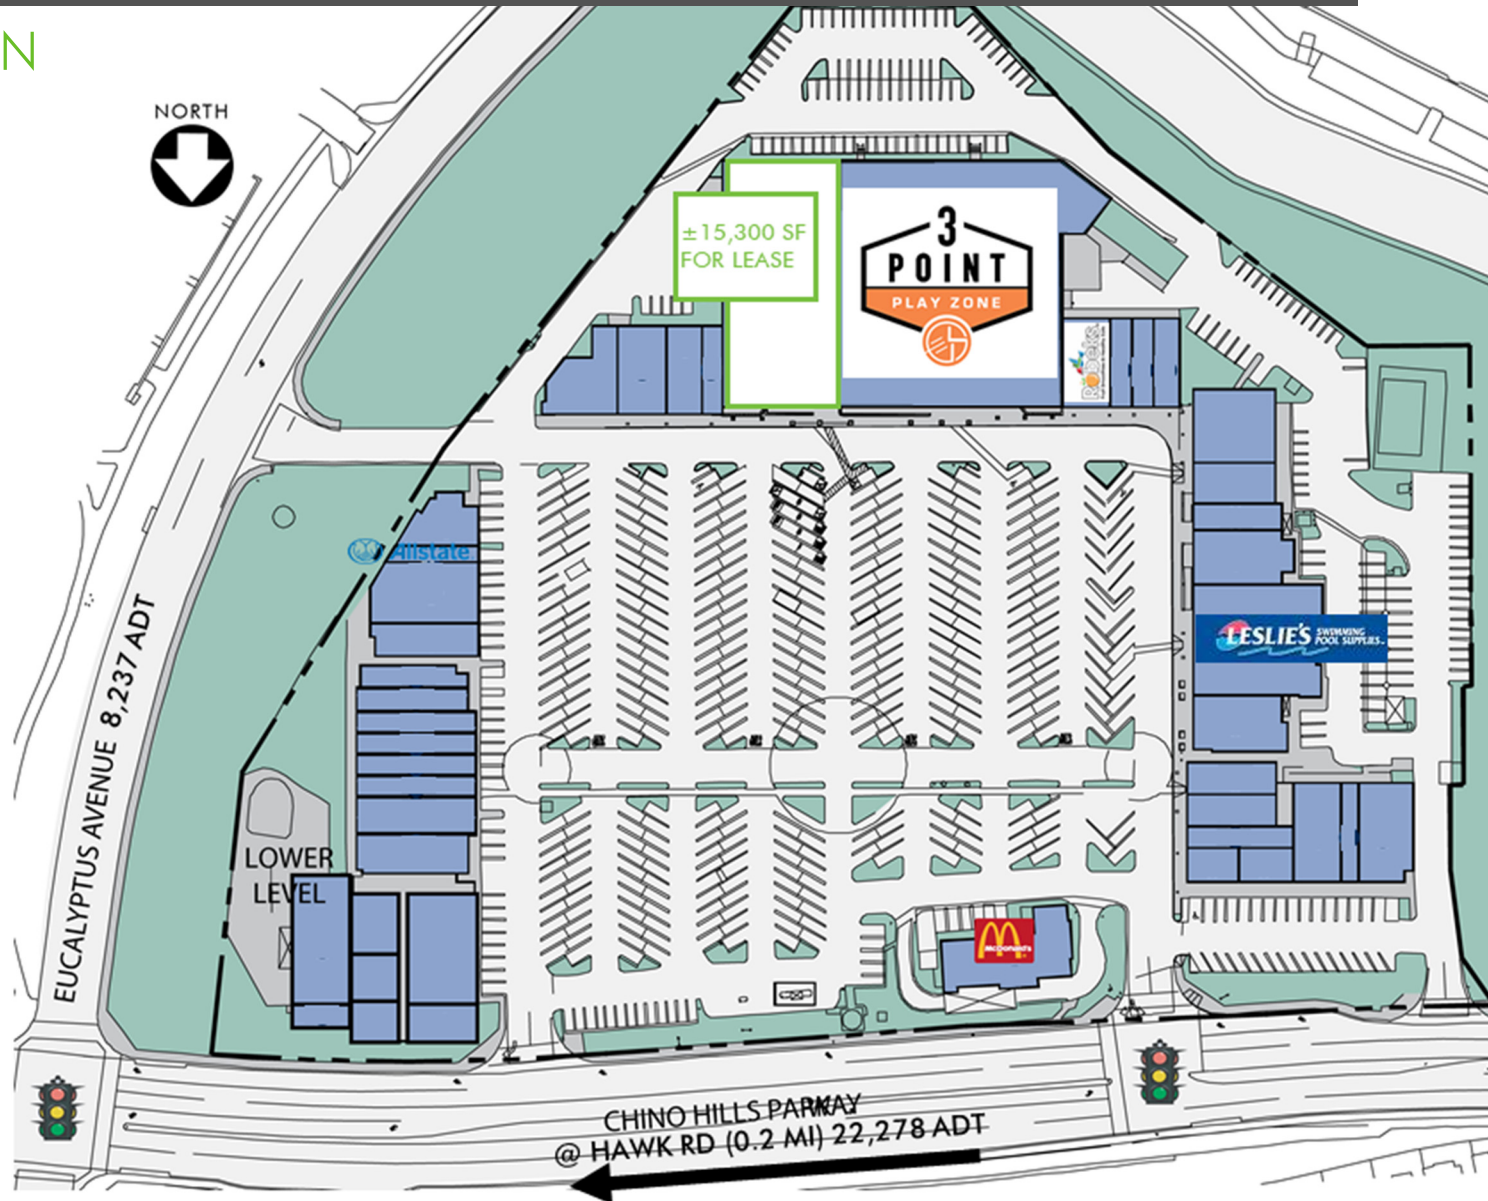 N
NORTH
±15,300 SF
FOR LEASE
3
POINT
PLAY ZONE
ROBEKS
Allstate
LESLIE'S SWIMMING
POOL SUPPLIES
EUCALYPTUS AVENUE 8,237 ADT
LOWER
LEVEL
McDonald's
CHINO HILLS PARKWAY
@ HAWK RD (0.2 MI) 22,278 ADT